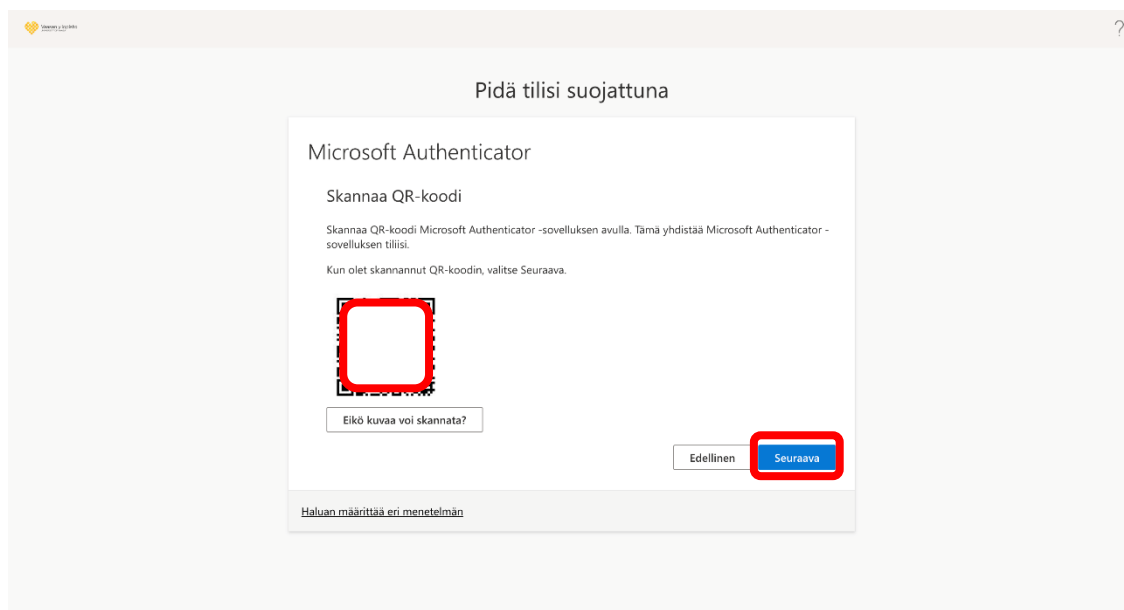 ?
Pidä tilisi suojattuna
Microsoft Authenticator
Skannaa QR-koodi
Skannaa QR-koodi Microsoft Authenticator -sovelluksen avulla. Tämä yhdistää Microsoft Authenticator -
sovelluksen tiliisi.
Kun olet skannannut QR-koodin, valitse Seuraava.
Eikö kuvaa voi skannata?
Edellinen Seuraava
Haluan määrittää eri menetelmän